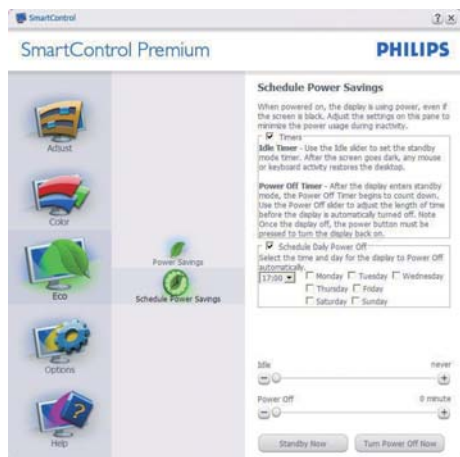 SmartControl
SmartControl Premium
PHILIPS
Adjust
Color
Eco
Options
Help
Power Savings
Schedule Power Savings
Schedule Power Savings
When powered on, the display is using power, even if
the screen is black. Adjust the settings on this pane to
minimize the power usage during inactivity.
Timers
Idle Timer - Use the Idle slider to set the standby
mode timer. After the screen goes dark, any mouse
or keyboard activity restores the desktop.
Power Off Timer - After the display enters standby
mode, the Power Off Timer begins to count down.
Use the Power Off slider to adjust the length of time
before the display is automatically turned off. Note
Once the display off, the power button must be
pressed to turn the display back on.
Schedule Daily Power Off
Select the time and day for the display to Power Off
automatically.
17:00 Monday Tuesday Wednesday
Thursday Friday
Saturday Sunday
Idle never
Power Off 0 minute
Standby Now Turn Power Off Now